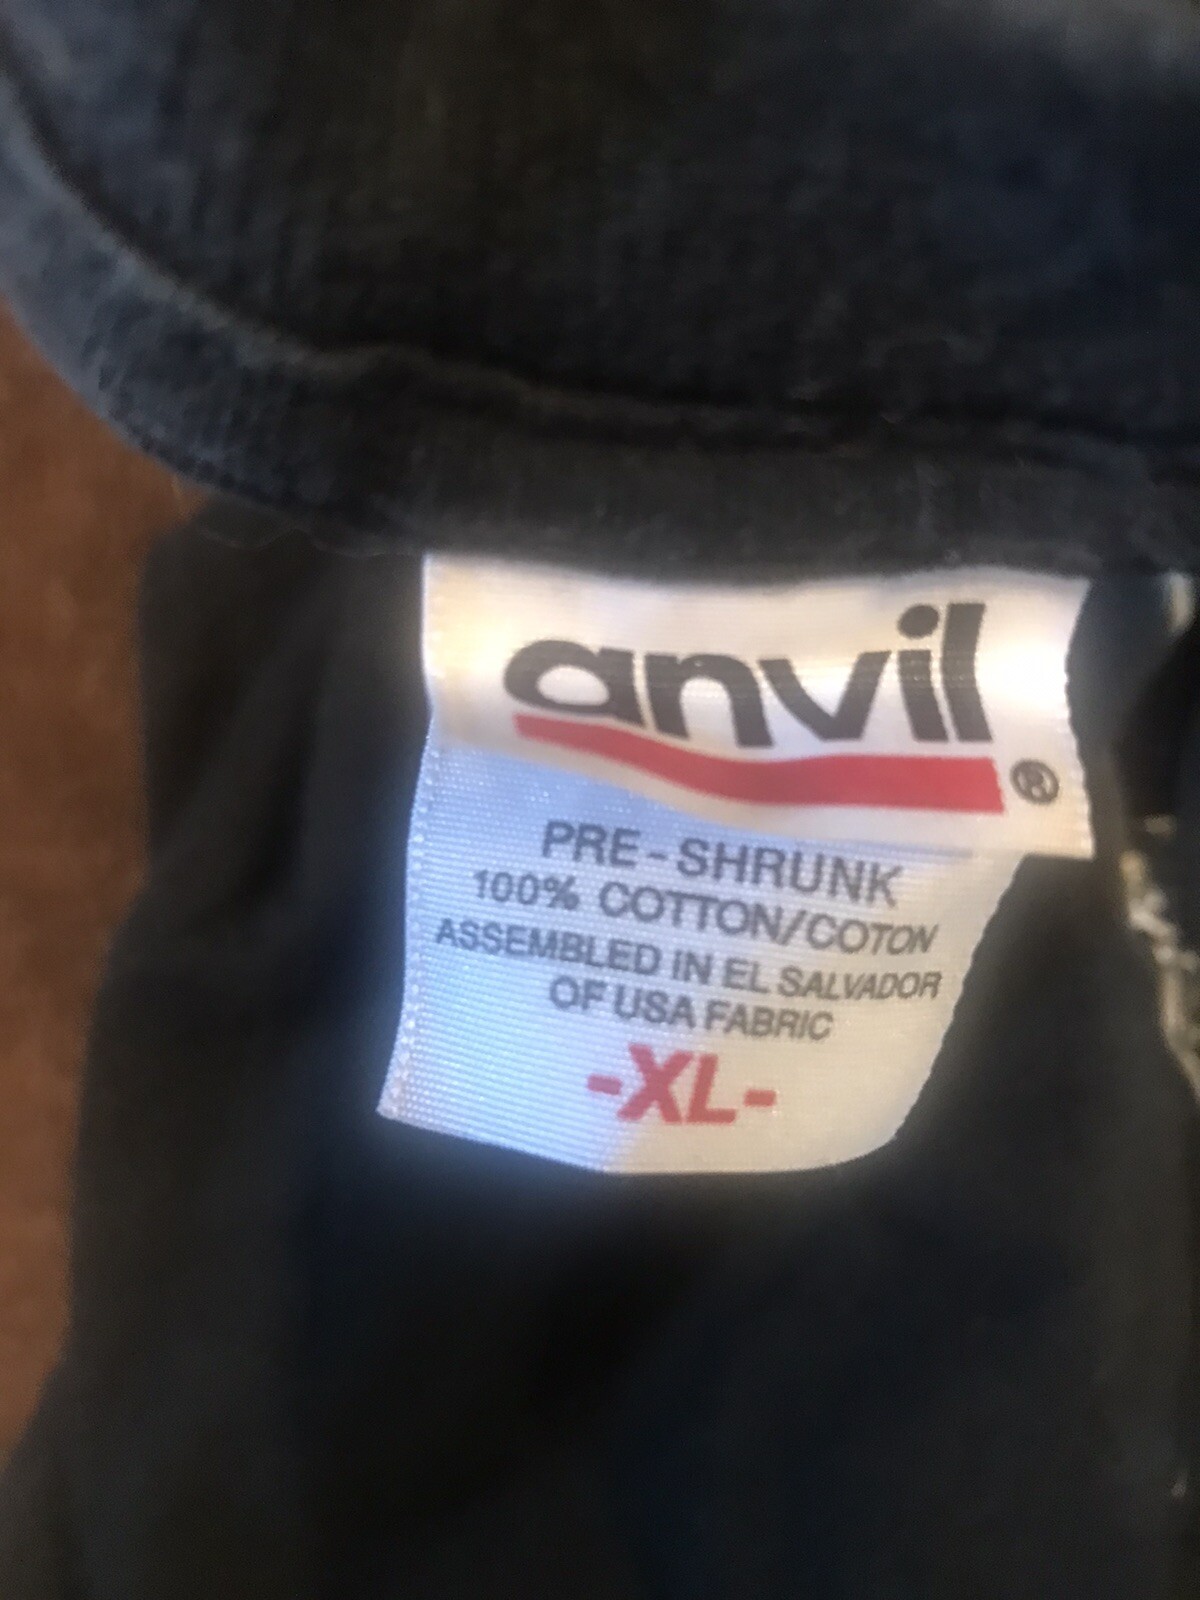 anvil®
PRE-SHRUNK
100% COTTON/COTON
ASSEMBLED IN EL SALVADOR
OF USA FABRIC
-XL-